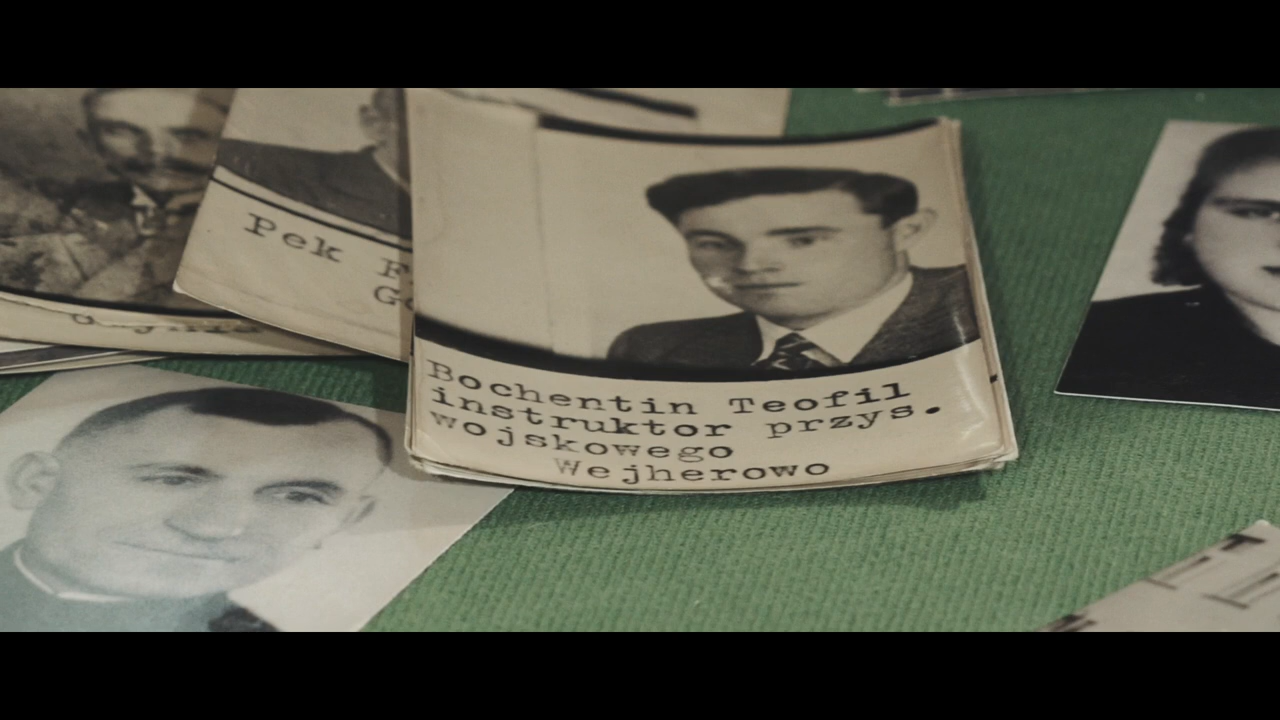 Pek
Bochentin Teofil
instruktor przys.
wojskowego
Wejherowo